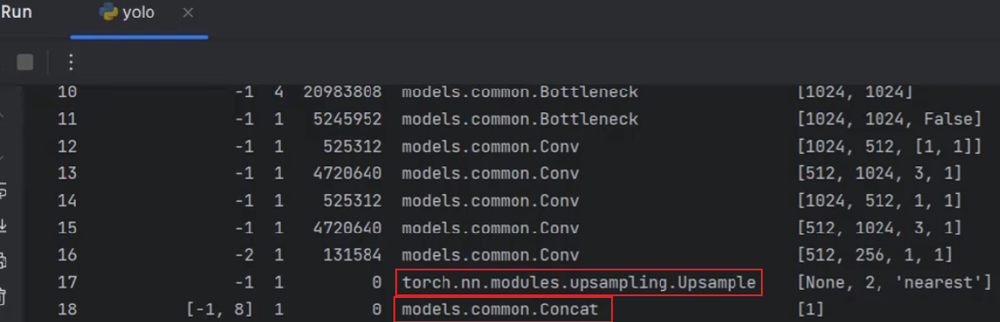 Run yolo
10 -1 4 20983808 models.common.Bottleneck [1024, 1024]
11 -1 1 5245952 models.common.Bottleneck [1024, 1024, False]
12 -1 1 525312 models.common.Conv [1024, 512, [1, 1]]
13 -1 1 4720640 models.common.Conv [512, 1024, 3, 1]
14 -1 1 525312 models.common.Conv [1024, 512, 1, 1]
15 -1 1 4720640 models.common.Conv [512, 1024, 3, 1]
16 -2 1 131584 models.common.Conv [512, 256, 1, 1]
17 -1 1 0 torch.nn.modules.upsampling.Upsample [None, 2, 'nearest']
18 [-1, 8] 1 0 models.common.Concat [1]